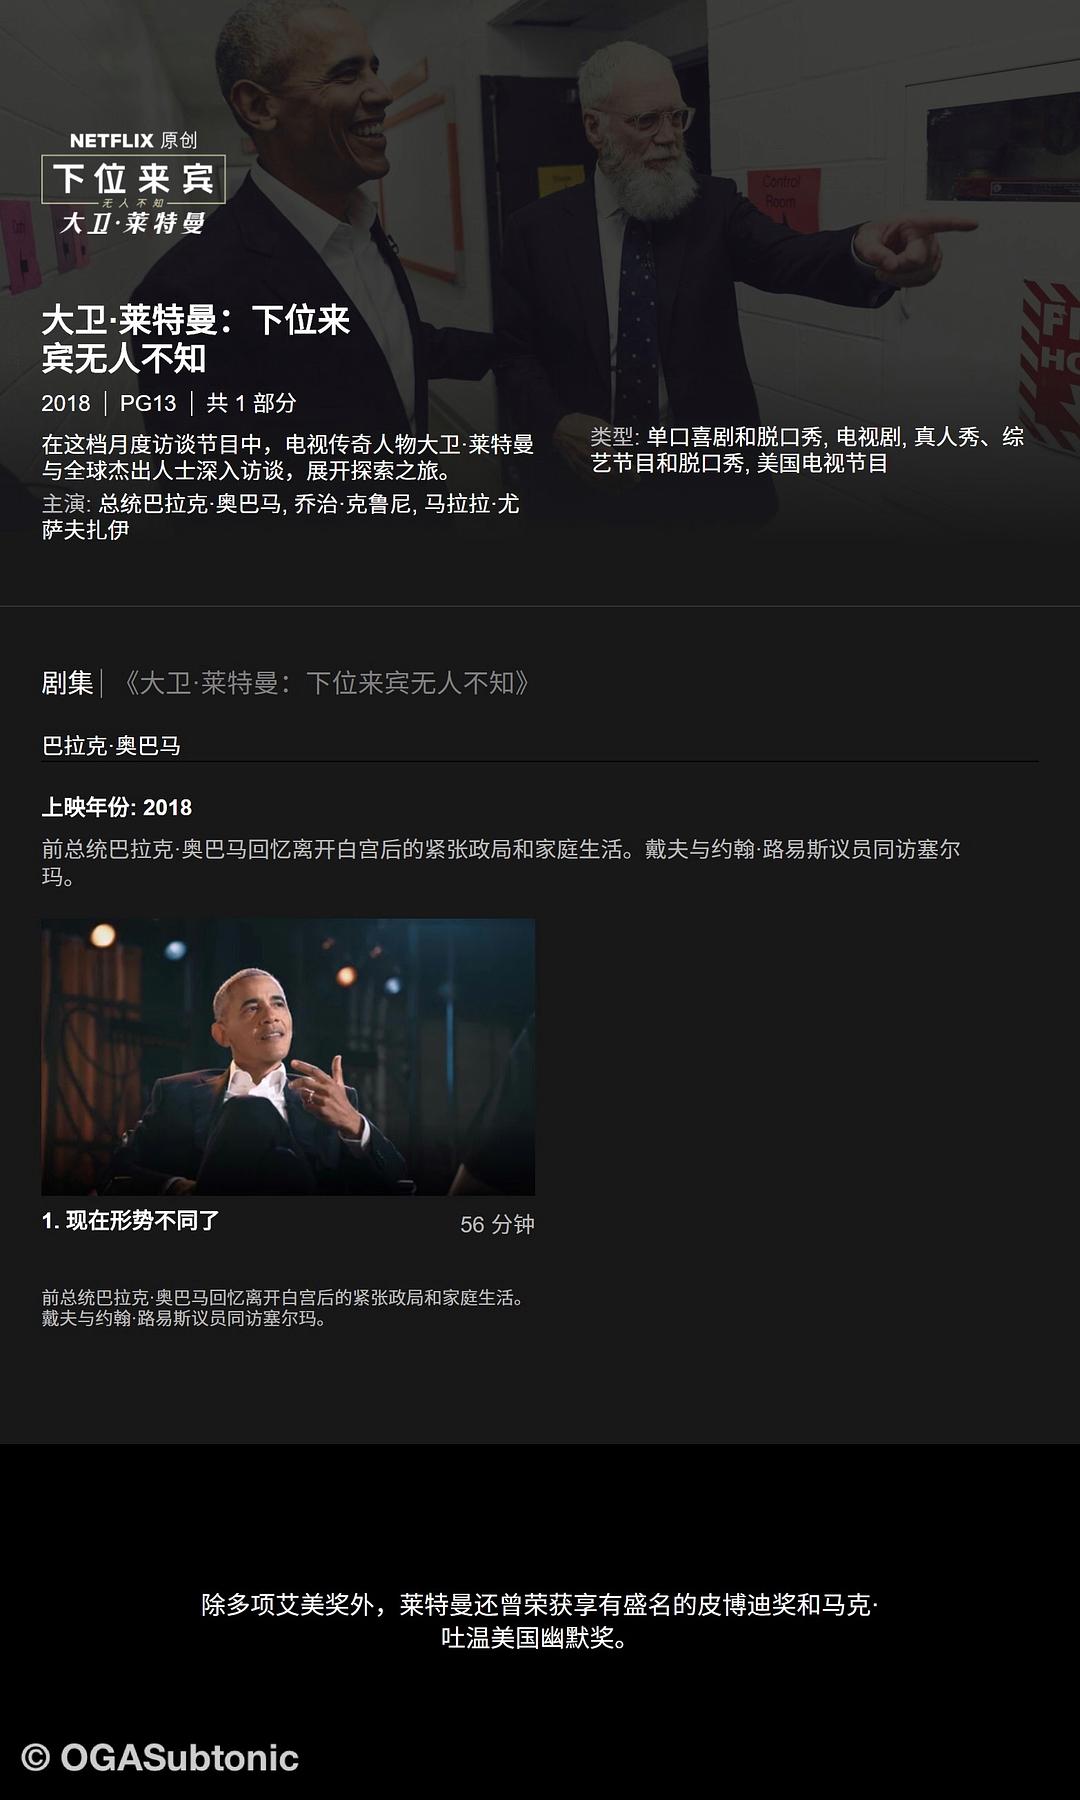 NETFLIX 原创
下位来宾
无人不知
大卫·莱特曼
Control
Room
大卫·莱特曼：下位来
宾无人不知
2018 | PG13 | 共 1 部分
在这档月度访谈节目中，电视传奇人物大卫·莱特曼
与全球杰出人士深入访谈，展开探索之旅。
主演: 总统巴拉克·奥巴马, 乔治·克鲁尼, 马拉拉·尤
萨夫扎伊
类型: 单口喜剧和脱口秀, 电视剧, 真人秀、综
艺节目和脱口秀, 美国电视节目
剧集 | 《大卫·莱特曼：下位来宾无人不知》
巴拉克·奥巴马
上映年份: 2018
前总统巴拉克·奥巴马回忆离开白宫后的紧张政局和家庭生活。戴夫与约翰·路易斯议员同访塞尔
玛。
1. 现在形势不同了
56 分钟
前总统巴拉克·奥巴马回忆离开白宫后的紧张政局和家庭生活。
戴夫与约翰·路易斯议员同访塞尔玛。
除多项艾美奖外，莱特曼还曾荣获享有盛名的皮博迪奖和马克·
吐温美国幽默奖。
© OGASubtonic